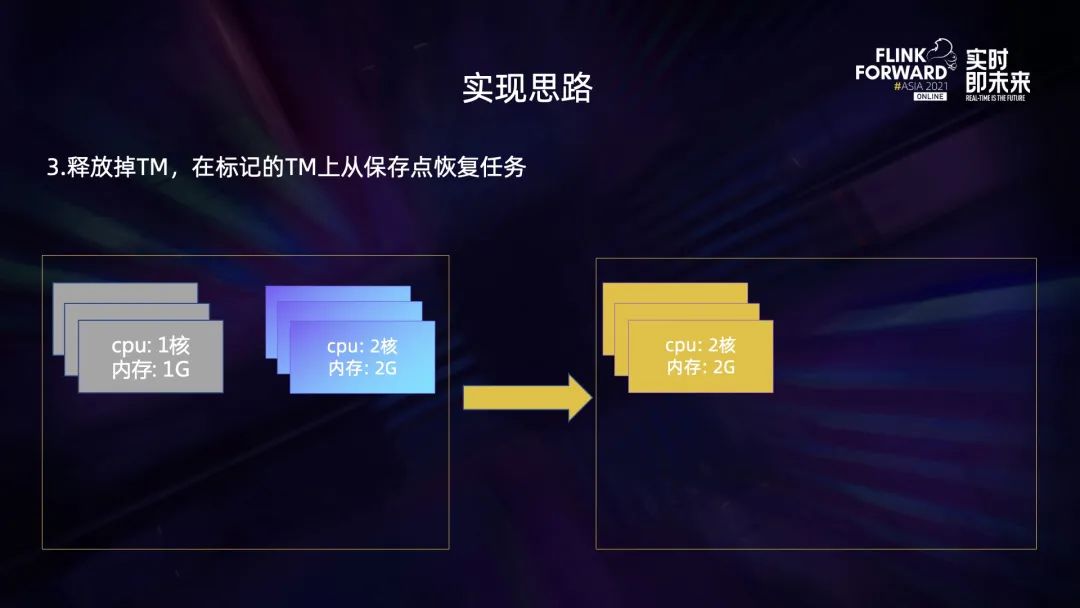 FLINK
FORWARD
#ASIA 2021
ONLINE
实时
即未来
REAL-TIME IS THE FUTURE
实现思路
3.释放掉TM，在标记的TM上从保存点恢复任务
cpu: 1核
内存: 1G
cpu: 2核
内存: 2G
cpu: 2核
内存: 2G